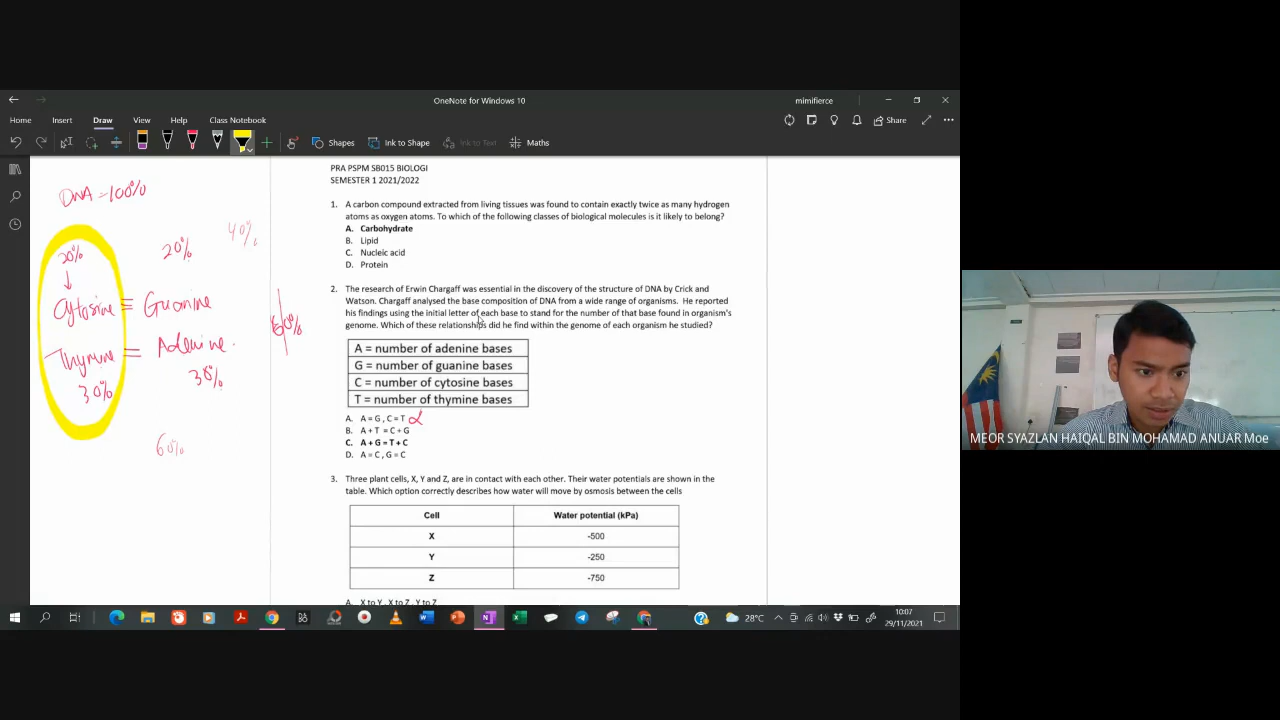 OneNote for Windows 10
mimifierce
Home Insert Draw View Help Class Notebook
Share
Shapes Ink to Shape Ink to Text Maths
PRA PSPM SB015 BIOLOGI
SEMESTER 1 2021/2022
1. A carbon compound extracted from living tissues was found to contain exactly twice as many hydrogen
atoms as oxygen atoms. To which of the following classes of biological molecules is it likely to belong?
A. Carbohydrate
B. Lipid
C. Nucleic acid
D. Protein
2. The research of Erwin Chargaff was essential in the discovery of the structure of DNA by Crick and
Watson. Chargaff analysed the base composition of DNA from a wide range of organisms. He reported
his findings using the initial letter of each base to stand for the number of that base found in organism's
genome. Which of these relationships did he find within the genome of each organism he studied?
A = number of adenine bases
G = number of guanine bases
C = number of cytosine bases
T = number of thymine bases
A. A = G , C = T
B. A + T = C + G
C. A + G = T + C
D. A = C , G = C
3. Three plant cells, X, Y and Z, are in contact with each other. Their water potentials are shown in the
table. Which option correctly describes how water will move by osmosis between the cells
Cell Water potential (kPa)
X -500
Y -250
Z -750
A. X to Y , X to Z , Y to Z
DNA = 100%
40%
20% 20%
Cytosine ≡ Guanine
Thymine = Adenine
30% 30%
60%
MEOR SYAZLAN HAIQAL BIN MOHAMAD ANUAR Moe
28°C
10:07
29/11/2021